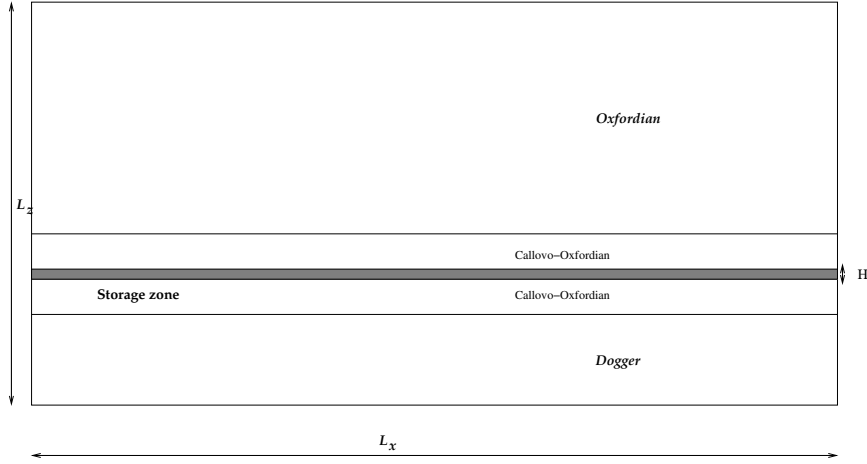 Oxfordian
L_z
Callovo−Oxfordian
H
Storage zone
Callovo−Oxfordian
Dogger
L_x